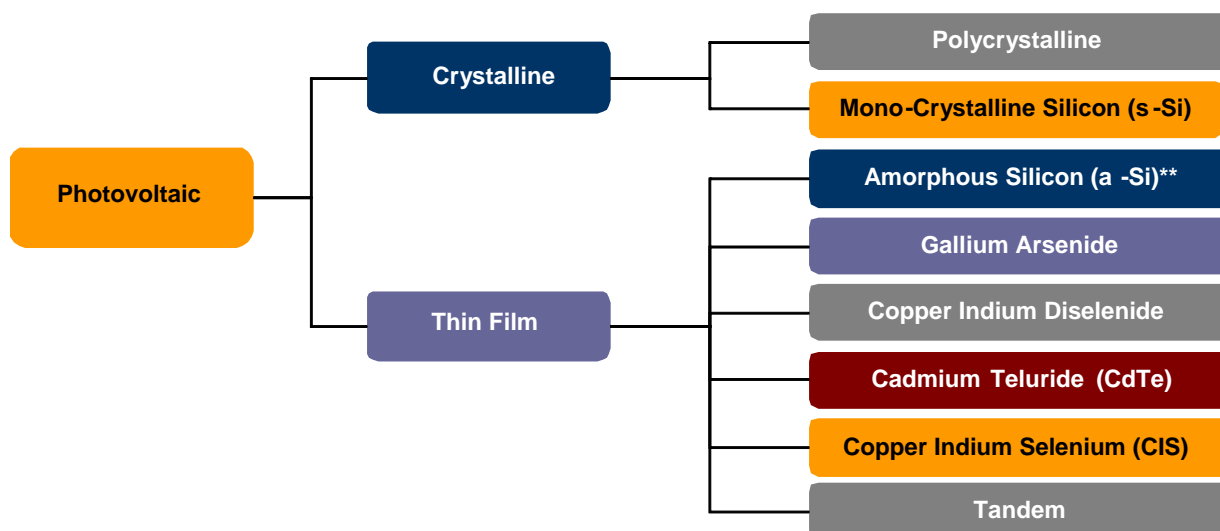 Polycrystalline
Crystalline
Mono-Crystalline Silicon (s-Si)
Amorphous Silicon (a -Si)**
Photovoltaic
Gallium Arsenide
Copper Indium Diselenide
Thin Film
Cadmium Teluride (CdTe)
Copper Indium Selenium (CIS)
Tandem